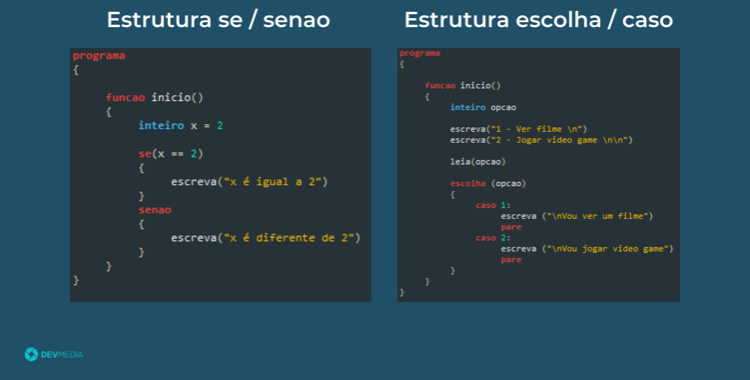 Estrutura se / senao
programa
{
funcao inicio()
{
inteiro x = 2
se(x == 2)
{
escreva("x é igual a 2")
}
senao
{
escreva("x é diferente de 2")
}
}
}
Estrutura escolha / caso
programa
{
funcao inicio()
{
inteiro opcao
escreva("1 - Ver filme \n")
escreva("2 - Jogar video game \n\n")
leia(opcao)
escolha (opcao)
{
caso 1:
escreva ("\nVou ver um filme")
pare
caso 2:
escreva ("\nVou jogar video game")
pare
}
}
}
DEVMEDIA